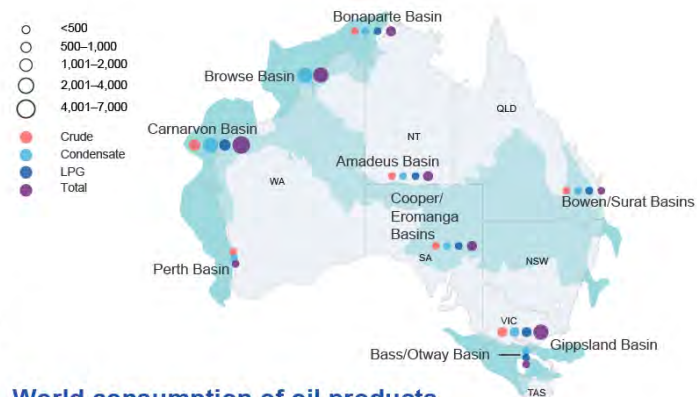 <500
500–1,000
1,001–2,000
2,001–4,000
4,001–7,000
Crude
Condensate
LPG
Total
Bonaparte Basin
Browse Basin
Carnarvon Basin
QLD
NT
Amadeus Basin
WA
Cooper/
Eromanga
Basins
Bowen/Surat Basins
SA
NSW
Perth Basin
VIC
Gippsland Basin
Bass/Otway Basin
TAS
World consumption of oil products